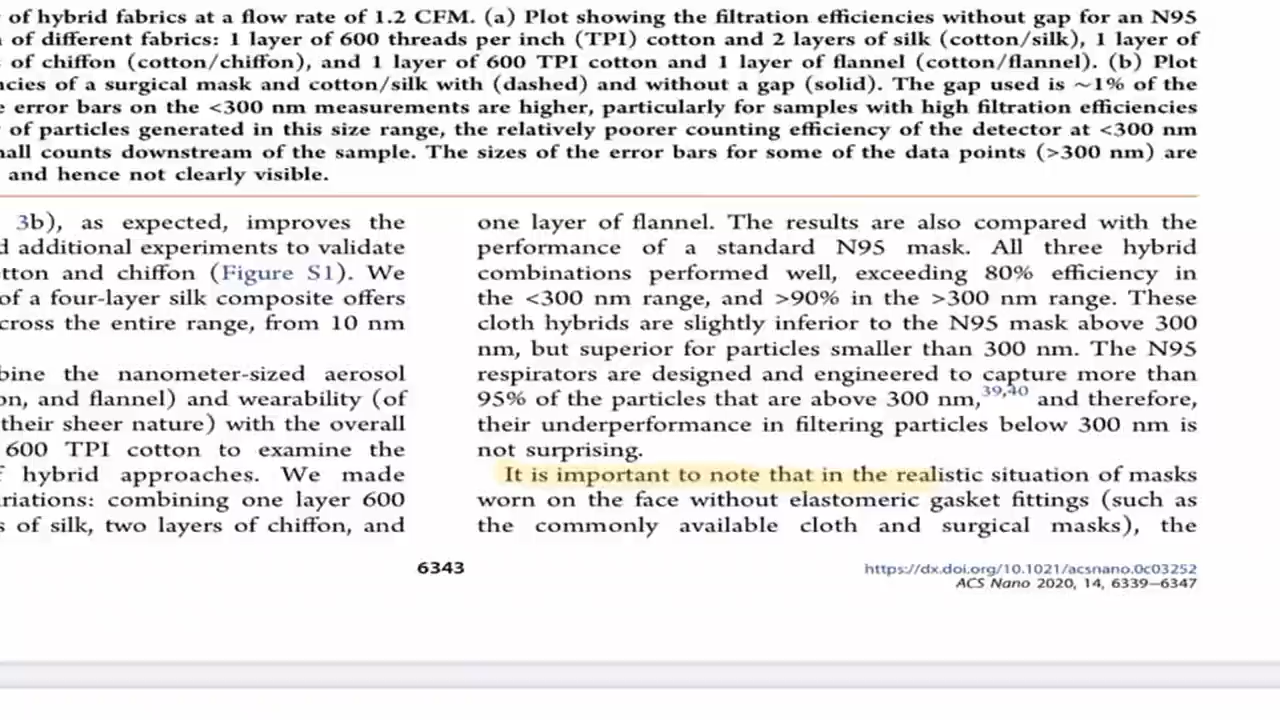 of hybrid fabrics at a flow rate of 1.2 CFM. (a) Plot showing the filtration efficiencies without gap for an N95
of different fabrics: 1 layer of 600 threads per inch (TPI) cotton and 2 layers of silk (cotton/silk), 1 layer of
of chiffon (cotton/chiffon), and 1 layer of 600 TPI cotton and 1 layer of flannel (cotton/flannel). (b) Plot
of a surgical mask and cotton/silk with (dashed) and without a gap (solid). The gap used is ~1% of the
error bars on the <300 nm measurements are higher, particularly for samples with high filtration efficiencies
of particles generated in this size range, the relatively poorer counting efficiency of the detector at <300 nm
counts downstream of the sample. The sizes of the error bars for some of the data points (>300 nm) are
and hence not clearly visible.
3b), as expected, improves the
additional experiments to validate
and chiffon (Figure S1). We
of a four-layer silk composite offers
the entire range, from 10 nm
the nanometer-sized aerosol
and flannel) and wearability (of
their sheer nature) with the overall
600 TPI cotton to examine the
hybrid approaches. We made
combining one layer 600
of silk, two layers of chiffon, and
one layer of flannel. The results are also compared with the
performance of a standard N95 mask. All three hybrid
combinations performed well, exceeding 80% efficiency in
the <300 nm range, and >90% in the >300 nm range. These
cloth hybrids are slightly inferior to the N95 mask above 300
nm, but superior for particles smaller than 300 nm. The N95
respirators are designed and engineered to capture more than
95% of the particles that are above 300 nm,39,40 and therefore,
their underperformance in filtering particles below 300 nm is
not surprising.
It is important to note that in the realistic situation of masks
worn on the face without elastomeric gasket fittings (such as
the commonly available cloth and surgical masks), the
6343
https://dx.doi.org/10.1021/acsnano.0c03252
ACS Nano 2020, 14, 6339–6347